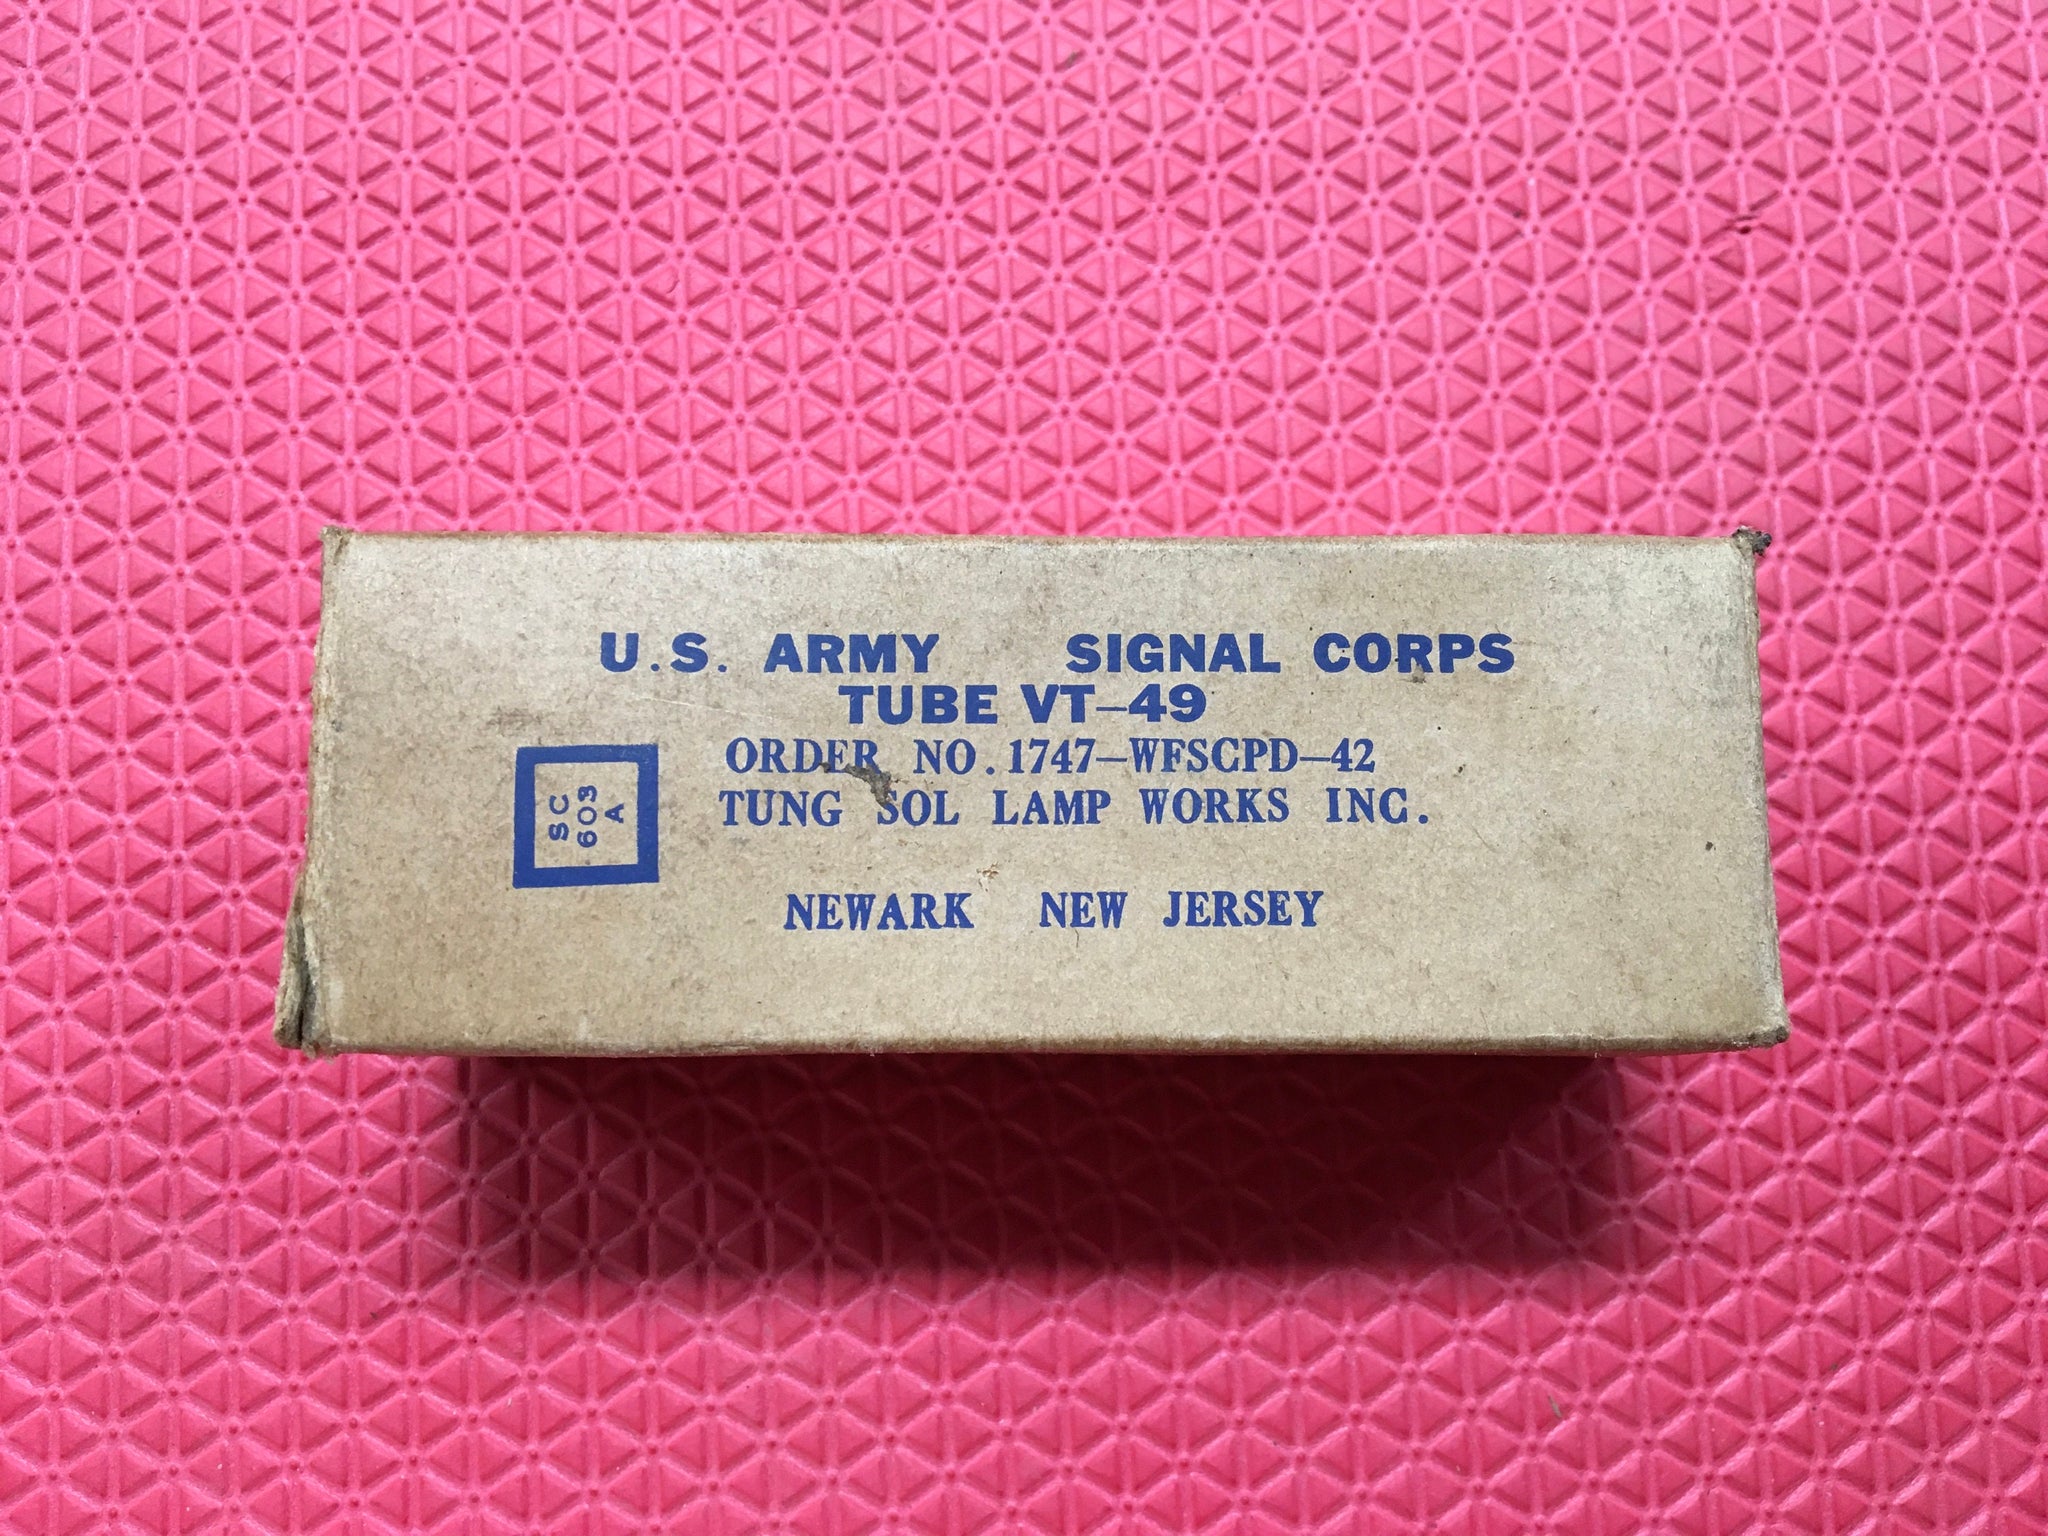 U.S. ARMY SIGNAL CORPS
TUBE VT-49
ORDER NO. 1747-WFSCPD-42
TUNG SOL LAMP WORKS INC.
NEWARK NEW JERSEY
SC
603
A